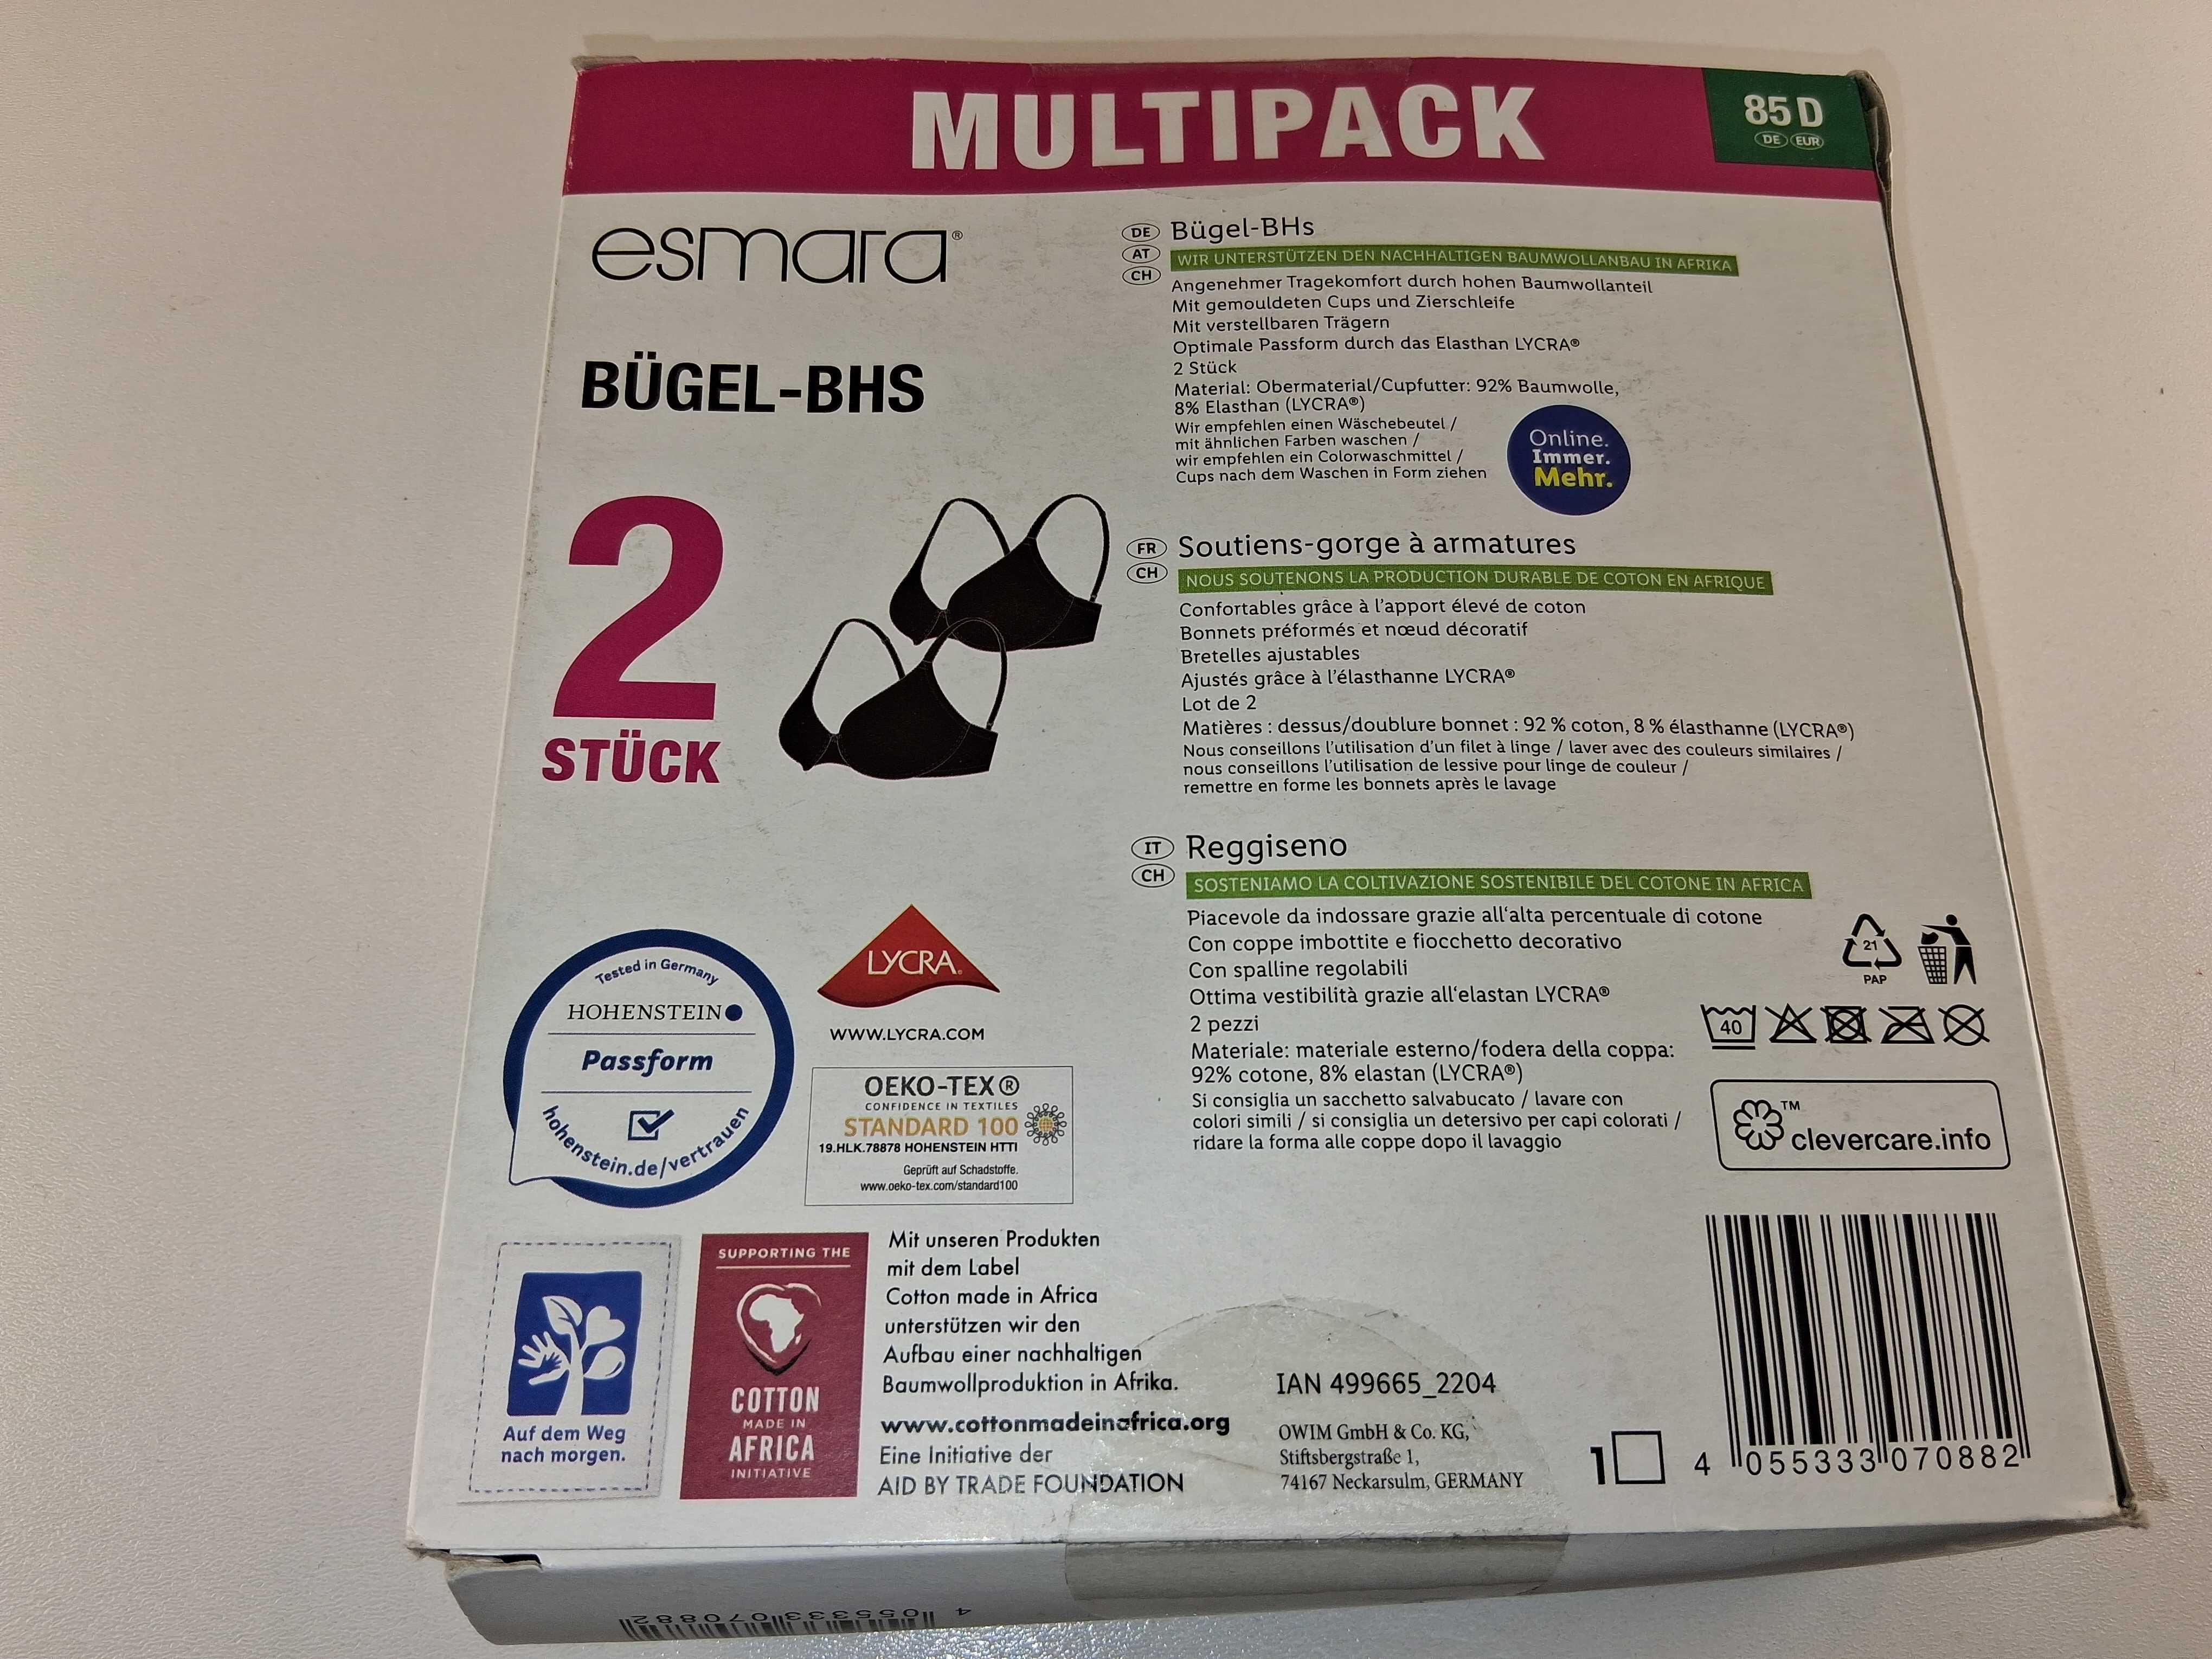 MULTIPACK
85 D
DE EUR
esmara®
BÜGEL-BHS
2
STÜCK
DE
AT
CH
Bügel-BHs
WIR UNTERSTÜTZEN DEN NACHHALTIGEN BAUMWOLLANBAU IN AFRIKA
Angenehmer Tragekomfort durch hohen Baumwollanteil
Mit gemouldeten Cups und Zierschleife
Mit verstellbaren Trägern
Optimale Passform durch das Elasthan LYCRA®
2 Stück
Material: Obermaterial/Cupfutter: 92% Baumwolle,
8% Elasthan (LYCRA®)
Wir empfehlen einen Wäschebeutel /
mit ähnlichen Farben waschen /
wir empfehlen ein Colorwaschmittel /
Cups nach dem Waschen in Form ziehen
Online.
Immer.
Mehr.
FR
CH
Soutiens-gorge à armatures
NOUS SOUTENONS LA PRODUCTION DURABLE DE COTON EN AFRIQUE
Confortables grâce à l'apport élevé de coton
Bonnets préformés et nœud décoratif
Bretelles ajustables
Ajustés grâce à l'élasthanne LYCRA®
Lot de 2
Matières : dessus/doublure bonnet : 92 % coton, 8 % élasthanne (LYCRA®)
Nous conseillons l'utilisation d'un filet à linge / laver avec des couleurs similaires /
nous conseillons l'utilisation de lessive pour linge de couleur /
remettre en forme les bonnets après le lavage
IT
CH
Reggiseno
SOSTENIAMO LA COLTIVAZIONE SOSTENIBILE DEL COTONE IN AFRICA
Piacevole da indossare grazie all'alta percentuale di cotone
Con coppe imbottite e fiocchetto decorativo
Con spalline regolabili
Ottima vestibilità grazie all'elastan LYCRA®
2 pezzi
Materiale: materiale esterno/fodera della coppa:
92% cotone, 8% elastan (LYCRA®)
Si consiglia un sacchetto salvabucato / lavare con
colori simili / si consiglia un detersivo per capi colorati /
ridare la forma alle coppe dopo il lavaggio
21
PAP
40
™
clevercare.info
Tested in Germany
HOHENSTEIN
Passform
hohenstein.de/vertrauen
LYCRA®
WWW.LYCRA.COM
OEKO-TEX®
CONFIDENCE IN TEXTILES
STANDARD 100
19.HLK.78878 HOHENSTEIN HTTI
Geprüft auf Schadstoffe.
www.oeko-tex.com/standard100
Auf dem Weg
nach morgen.
SUPPORTING THE
COTTON
MADE IN
AFRICA
INITIATIVE
Mit unseren Produkten
mit dem Label
Cotton made in Africa
unterstützen wir den
Aufbau einer nachhaltigen
Baumwollproduktion in Afrika.
www.cottonmadeinafrica.org
Eine Initiative der
AID BY TRADE FOUNDATION
IAN 499665_2204
OWIM GmbH & Co. KG,
Stiftsbergstraße 1,
74167 Neckarsulm, GERMANY
1
4 055333 070882
4 055333 070882